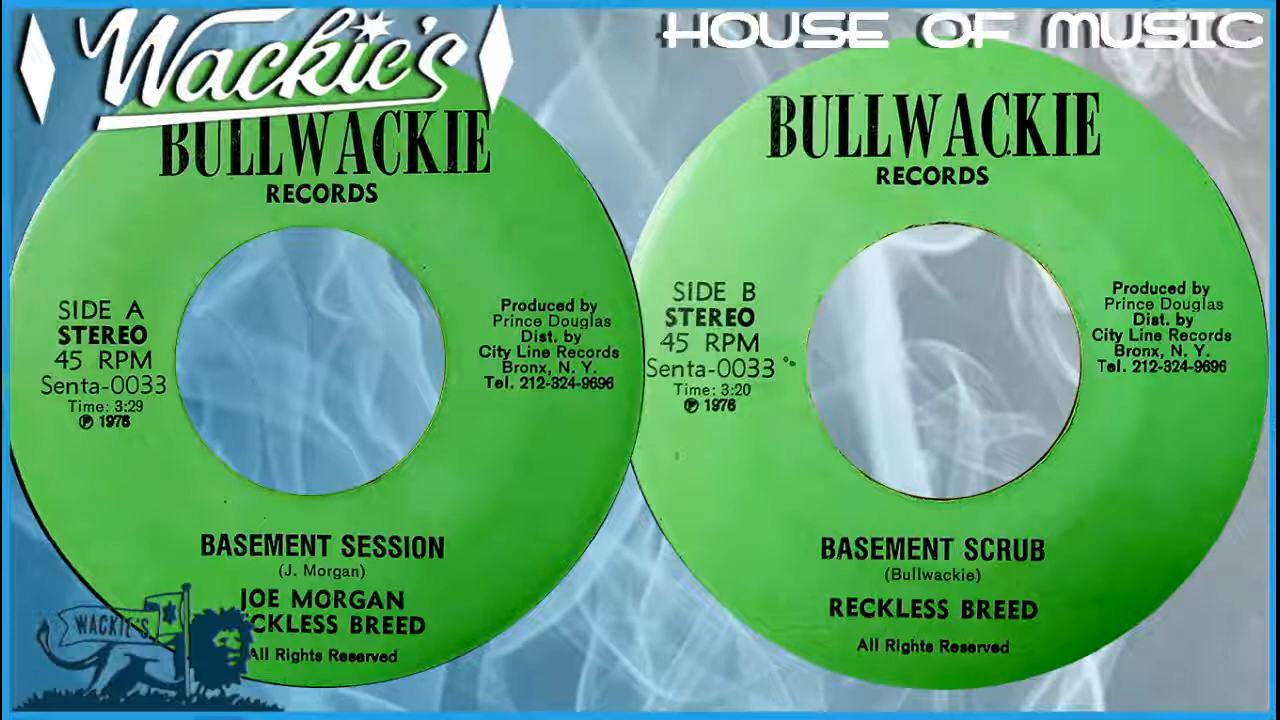 Wackie's
HOUSE OF MUSIC
BULLWACKIE
RECORDS
SIDE A
STEREO
45 RPM
Senta-0033
Time: 3:29
℗ 1976
Produced by
Prince Douglas
Dist. by
City Line Records
Bronx, N. Y.
Tel. 212-324-9696
BASEMENT SESSION
(J. Morgan)
JOE MORGAN
CKLESS BREED
All Rights Reserved
WACKIE'S
BULLWACKIE
RECORDS
SIDE B
STEREO
45 RPM
Senta-0033
Time: 3:20
℗ 1976
Produced by
Prince Douglas
Dist. by
City Line Records
Bronx, N. Y.
Tel. 212-324-9696
BASEMENT SCRUB
(Bullwackie)
RECKLESS BREED
All Rights Reserved